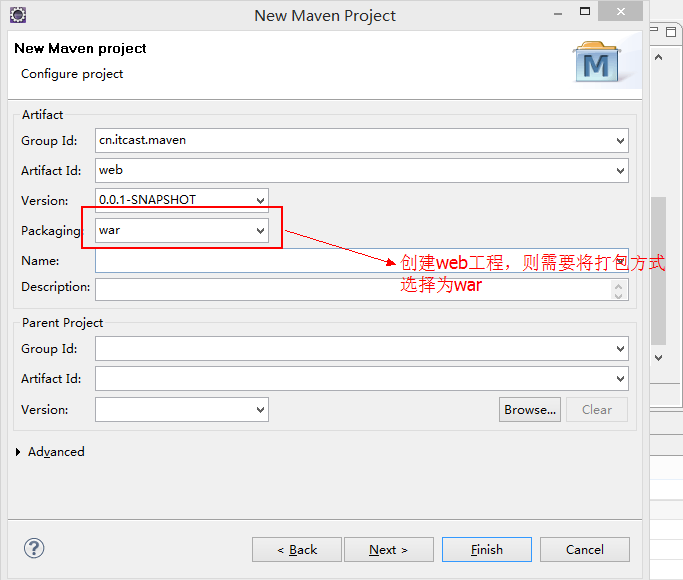 New Maven Project
New Maven project
Configure project
M
Artifact
Group Id: cn.itcast.maven
Artifact Id: web
Version: 0.0.1-SNAPSHOT
Packaging: war
Name:
创建web工程，则需要将打包方式
选择为war
Description:
Parent Project
Group Id:
Artifact Id:
Version: Browse... Clear
Advanced
? < Back Next > Finish Cancel